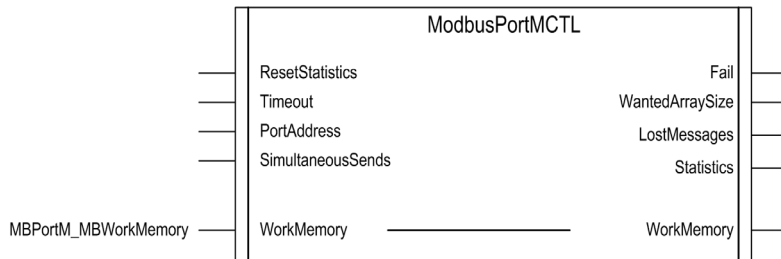 ModbusPortMCTL
ResetStatistics Fail
Timeout WantedArraySize
PortAddress LostMessages
SimultaneousSends Statistics
MBPortM_MBWorkMemory WorkMemory WorkMemory